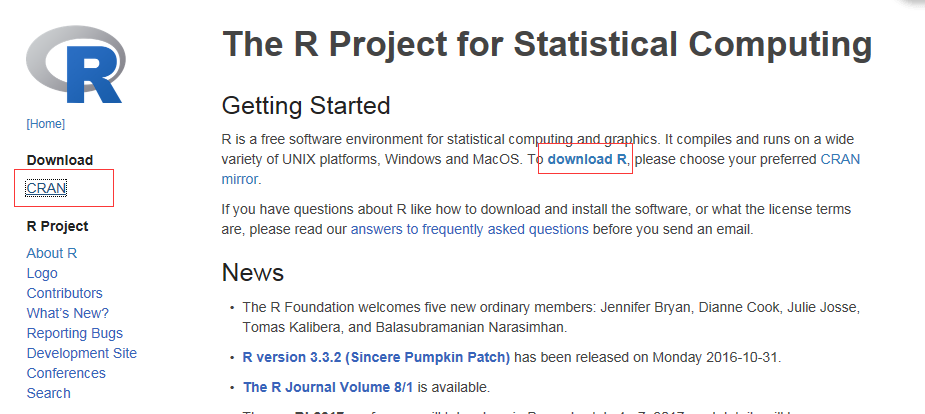 R
The R Project for Statistical Computing
[Home]
Download
CRAN
R Project
About R
Logo
Contributors
What's New?
Reporting Bugs
Development Site
Conferences
Search
Getting Started
R is a free software environment for statistical computing and graphics. It compiles and runs on a wide
variety of UNIX platforms, Windows and MacOS. To download R, please choose your preferred CRAN
mirror.
If you have questions about R like how to download and install the software, or what the license terms
are, please read our answers to frequently asked questions before you send an email.
News
• The R Foundation welcomes five new ordinary members: Jennifer Bryan, Dianne Cook, Julie Josse,
Tomas Kalibera, and Balasubramanian Narasimhan.
• R version 3.3.2 (Sincere Pumpkin Patch) has been released on Monday 2016-10-31.
• The R Journal Volume 8/1 is available.